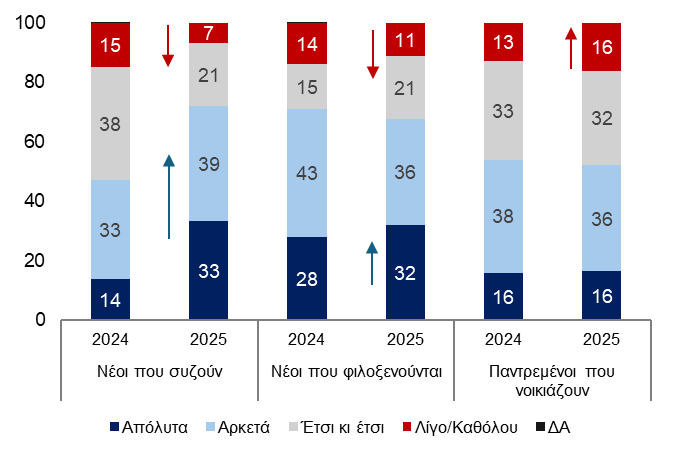 100
80
60
40
20
0
15 7 14 11 13 16
38 21 15 21 33 32
33 39 43 36 38 36
14 33 28 32 16 16
2024 2025 2024 2025 2024 2025
Νέοι που συζούν Νέοι που φιλοξενούνται Παντρεμένοι που
νοικιάζουν
Απόλυτα Αρκετά Έτσι κι έτσι Λίγο/Καθόλου ΔΑ